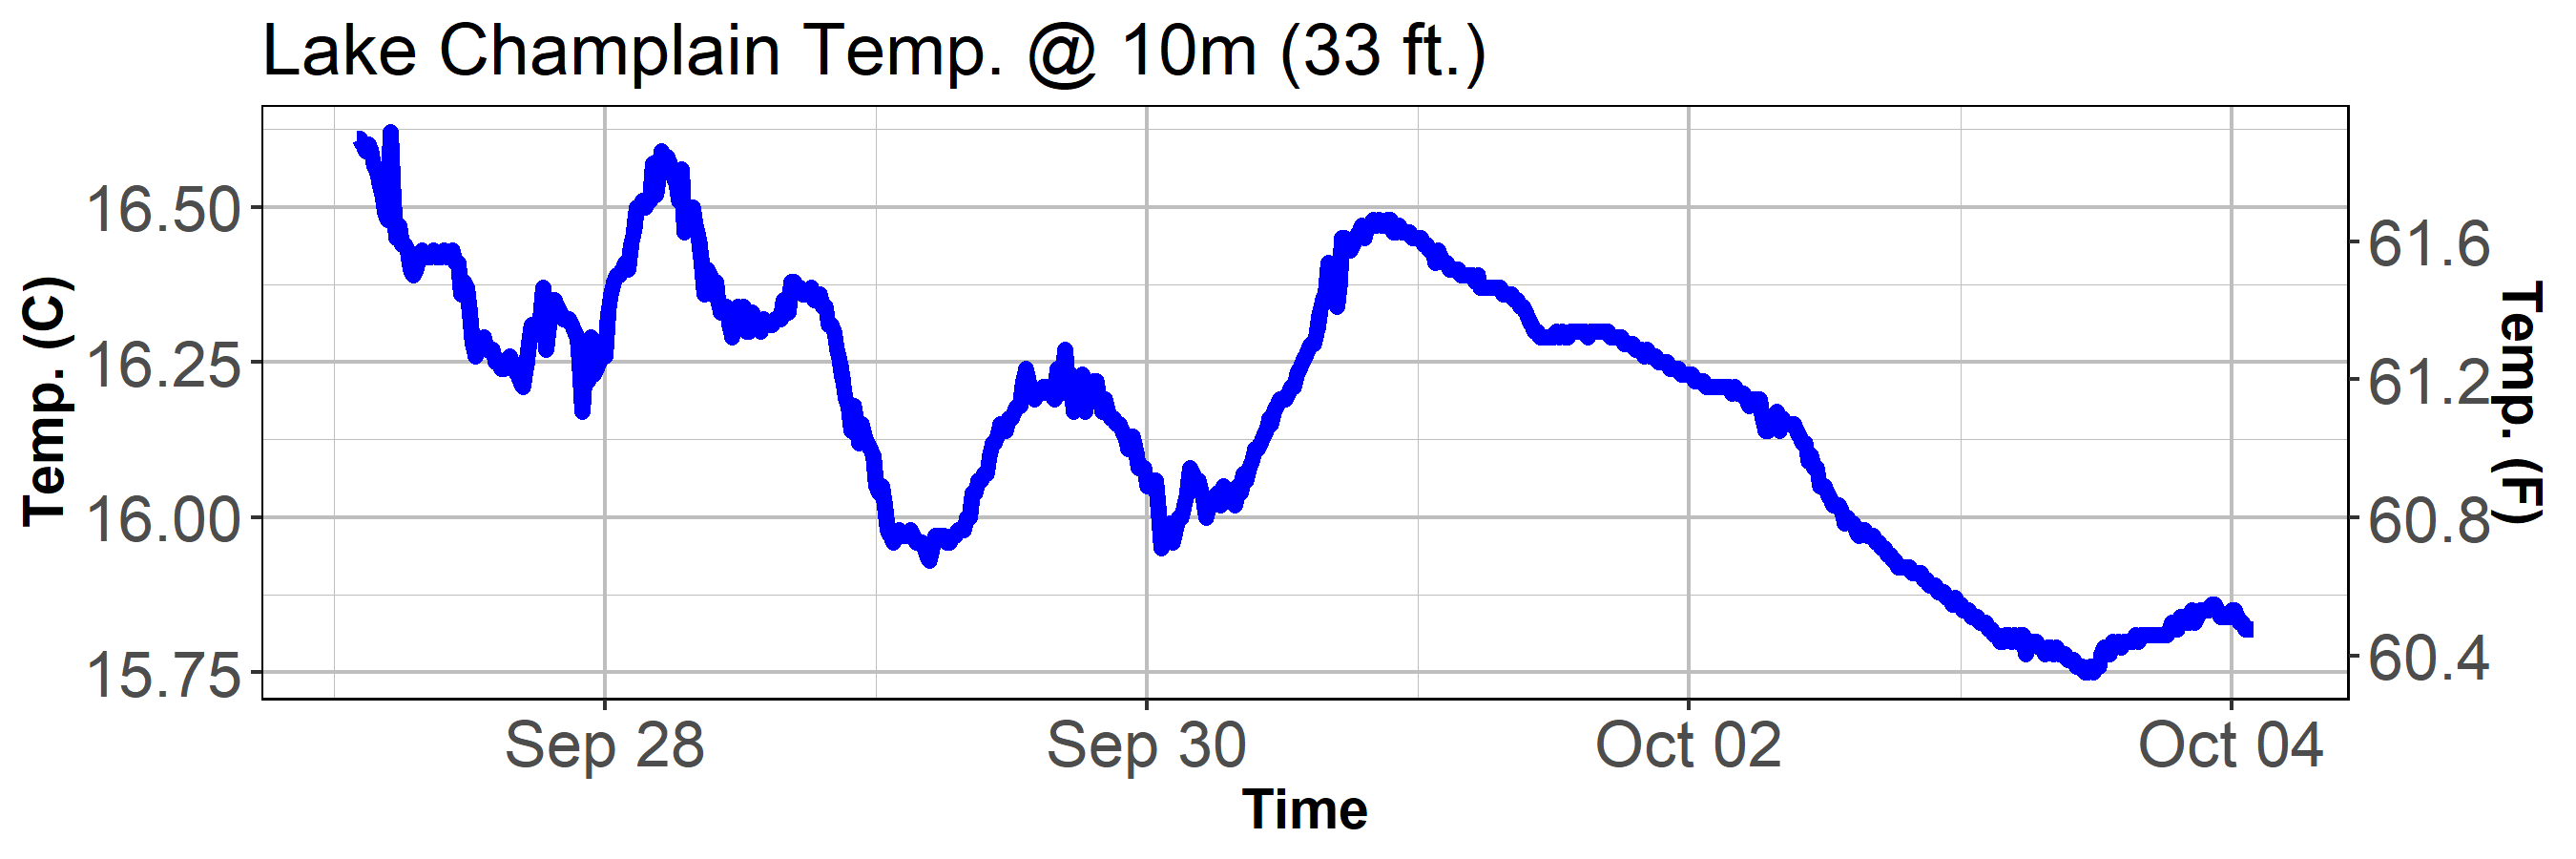 Lake Champlain Temp. @ 10m (33 ft.)
Temp. (C)
16.50
16.25
16.00
15.75
61.6
61.2
60.8
60.4
Temp. (F)
Sep 28
Sep 30
Oct 02
Oct 04
Time